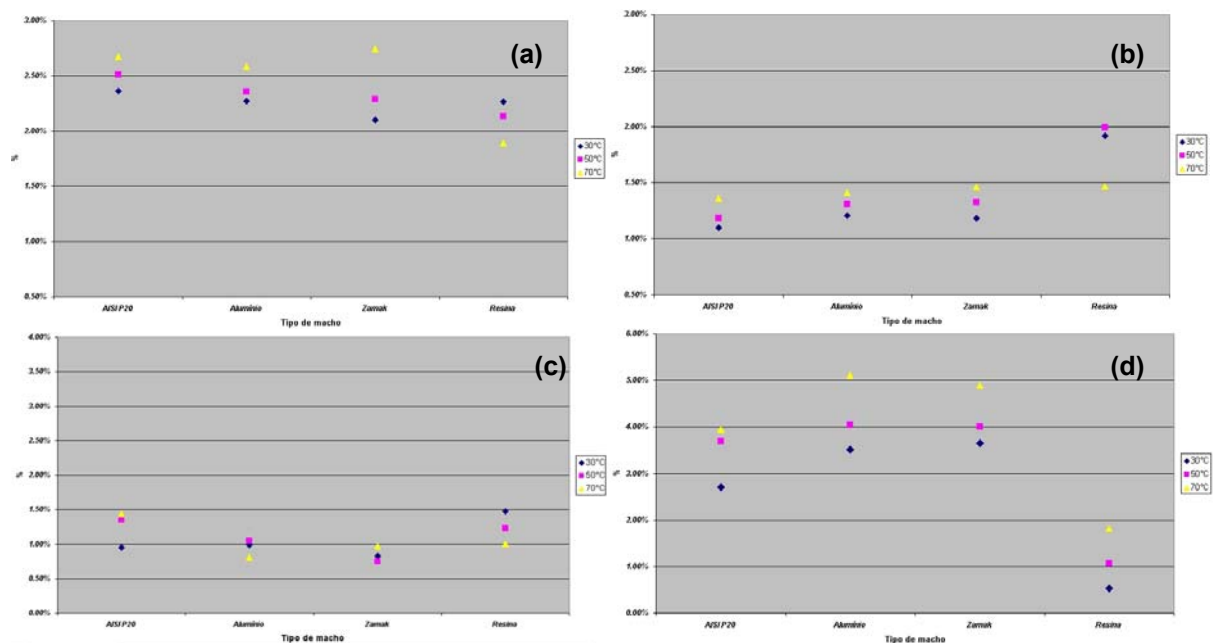 (a)
3.00%
2.50%
2.00%
1.50%
1.00%
0.50%
%
AISI P20 Alumínio Zamak Resina
Tipo de macho
30°C
50°C
70°C
(b)
3.00%
2.50%
2.00%
1.50%
1.00%
0.50%
%
AISI P20 Alumínio Zamak Resina
Tipo de macho
30°C
50°C
70°C
(c)
4.00%
3.50%
3.00%
2.50%
2.00%
1.50%
1.00%
0.50%
0.00%
%
AISI P20 Alumínio Zamak Resina
Tipo de macho
30°C
50°C
70°C
(d)
6.00%
5.00%
4.00%
3.00%
2.00%
1.00%
0.00%
%
AISI P20 Alumínio Zamak Resina
Tipo de macho
30°C
50°C
70°C